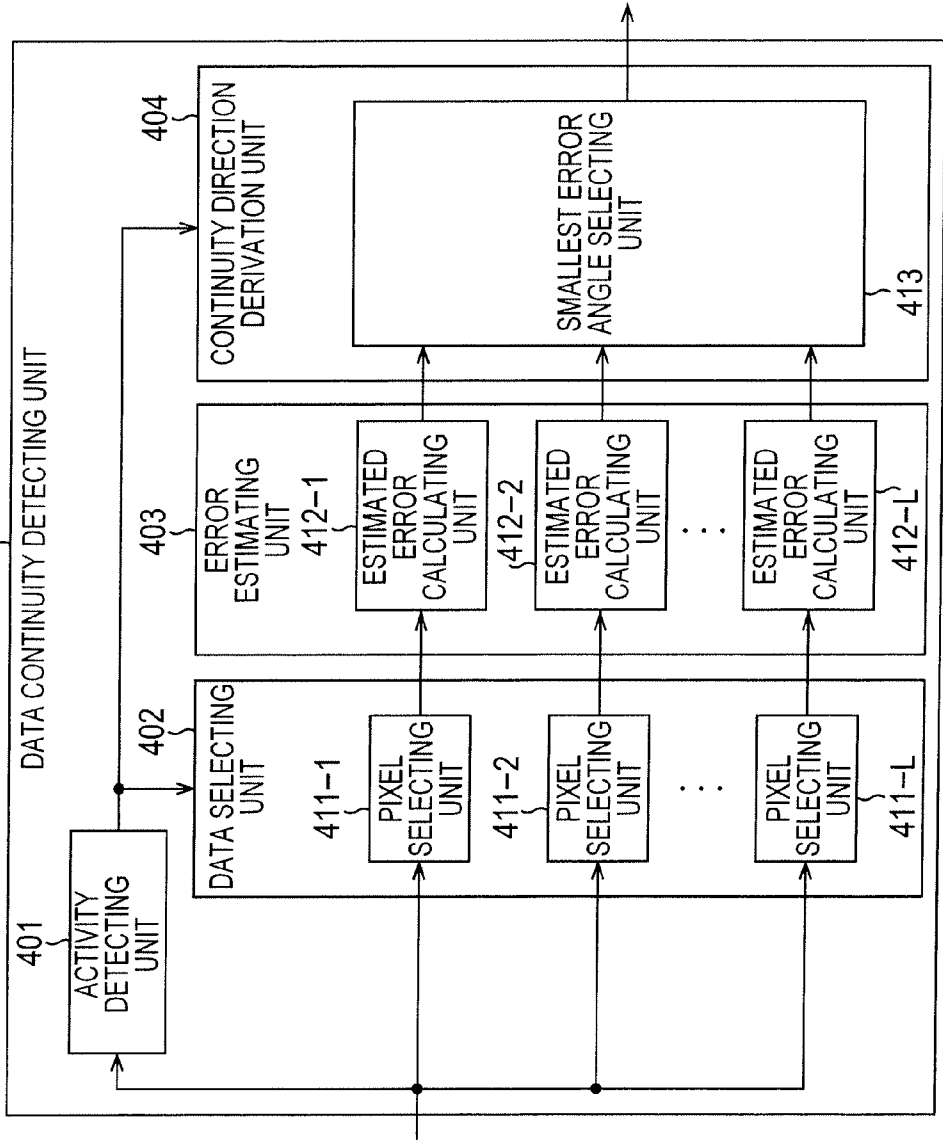 DATA CONTINUITY DETECTING UNIT
401
ACTIVITY
DETECTING
UNIT
402
DATA SELECTING
UNIT
411-1
PIXEL
SELECTING
UNIT
411-2
PIXEL
SELECTING
UNIT
. . .
PIXEL
SELECTING
UNIT
411-L
403
ERROR
ESTIMATING
UNIT
412-1
ESTIMATED
ERROR
CALCULATING
UNIT
412-2
ESTIMATED
ERROR
CALCULATING
UNIT
. . .
ESTIMATED
ERROR
CALCULATING
UNIT
412-L
404
CONTINUITY DIRECTION
DERIVATION UNIT
SMALLEST ERROR
ANGLE SELECTING
UNIT
413